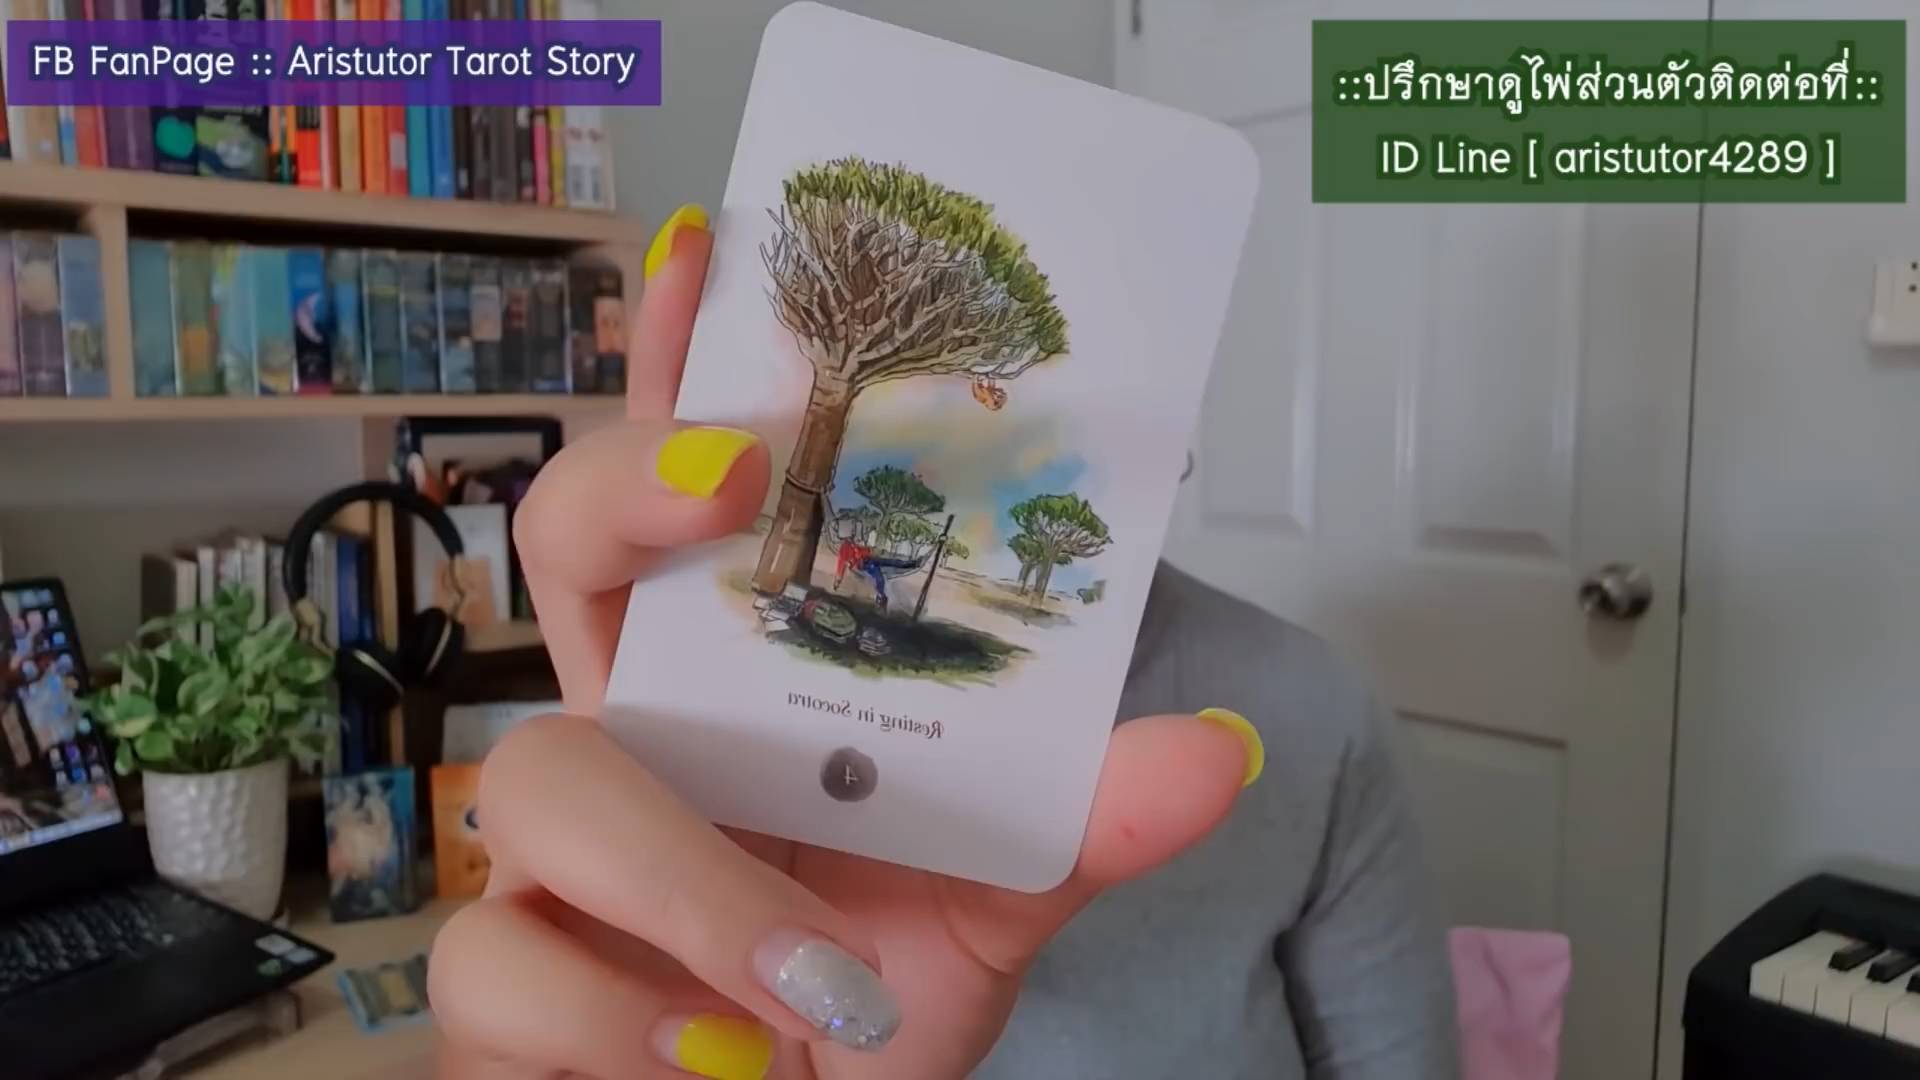 FB FanPage :: Aristutor Tarot Story
::ปรึกษาดูไพ่ส่วนตัวติดต่อที่::
ID Line [ aristutor4289 ]
Resting in Socotra
4